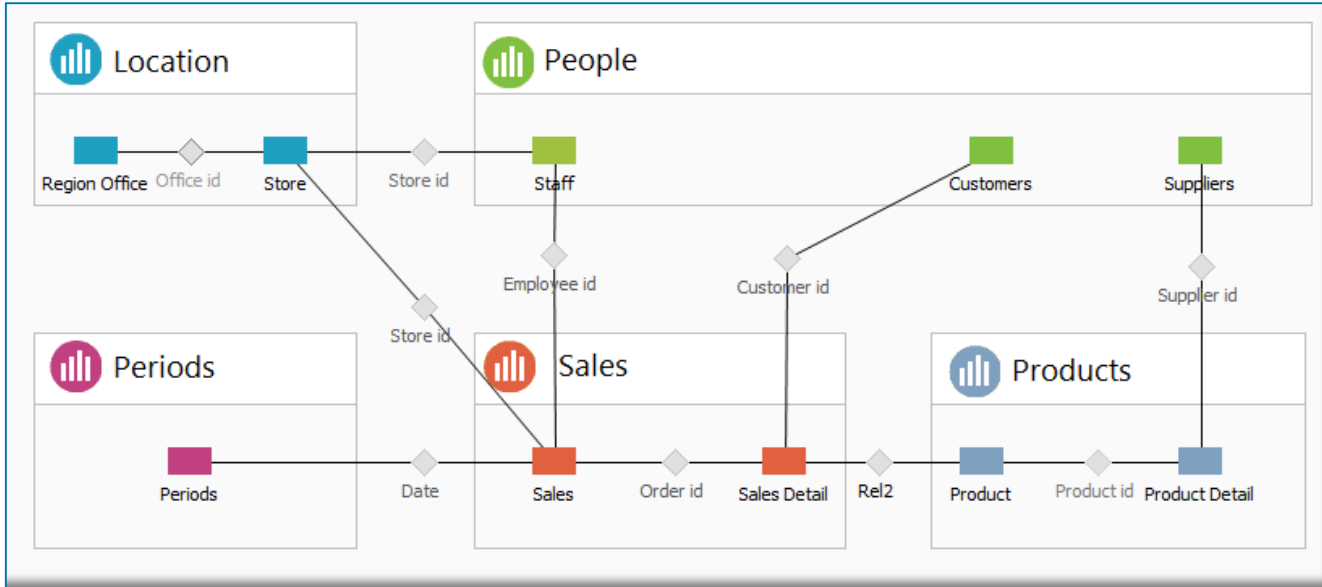 Location
People
Region Office
Office id
Store
Store id
Staff
Customers
Suppliers
Employee id
Customer id
Supplier id
Store id
Periods
Sales
Products
Periods
Date
Sales
Order id
Sales Detail
Rel2
Product
Product id
Product Detail